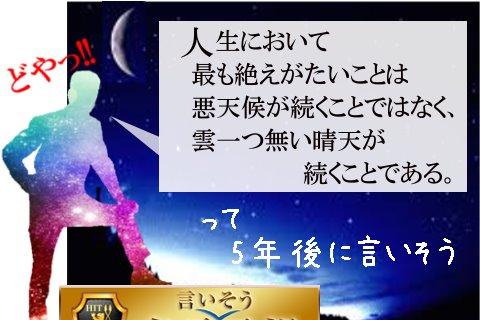 どやっ!!
人生において
最も絶えがたいことは
悪天候が続くことではなく、
雲一つ無い晴天が
続くことである。
って
5年後に言いそう
HIT
言いそう